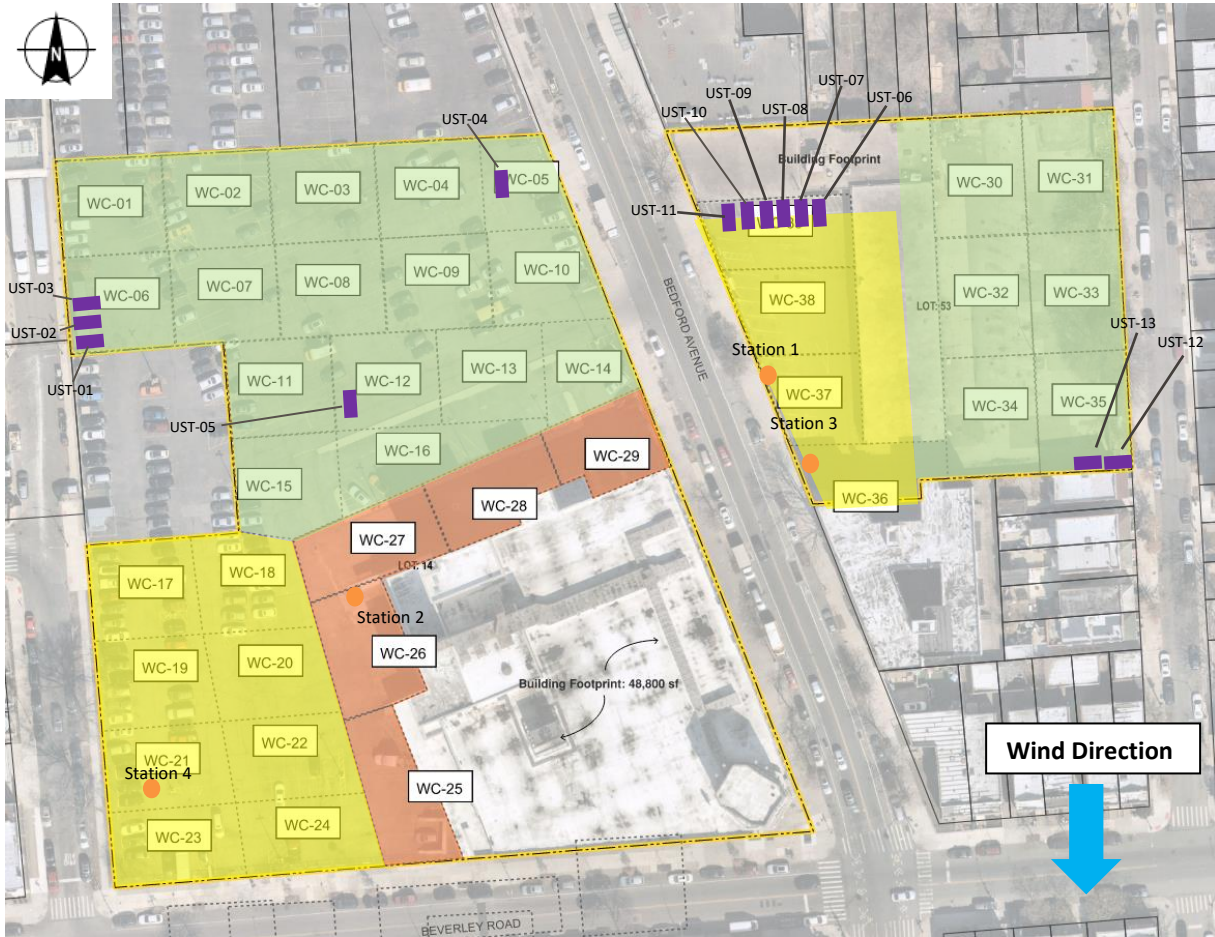 N
UST-07
UST-09
UST-08
UST-06
UST-10
UST-04
Building Footprint
WC-05
WC-04
WC-03
WC-02
WC-01
WC-30
WC-31
UST-11
WC-10
WC-09
WC-08
WC-07
WC-06
UST-03
UST-02
UST-01
BEDFORD AVENUE
WC-38
WC-32
WC-33
LOT: 53
UST-13
UST-12
Station 1
WC-14
WC-13
WC-12
WC-11
UST-05
WC-37
WC-34
WC-35
Station 3
WC-36
WC-16
WC-15
WC-29
WC-28
WC-27
LOT: 14
WC-18
WC-17
Station 2
WC-26
WC-20
WC-19
Building Footprint: 48,800 sf
WC-22
WC-21
Station 4
WC-25
WC-24
WC-23
Wind Direction
BEVERLEY ROAD